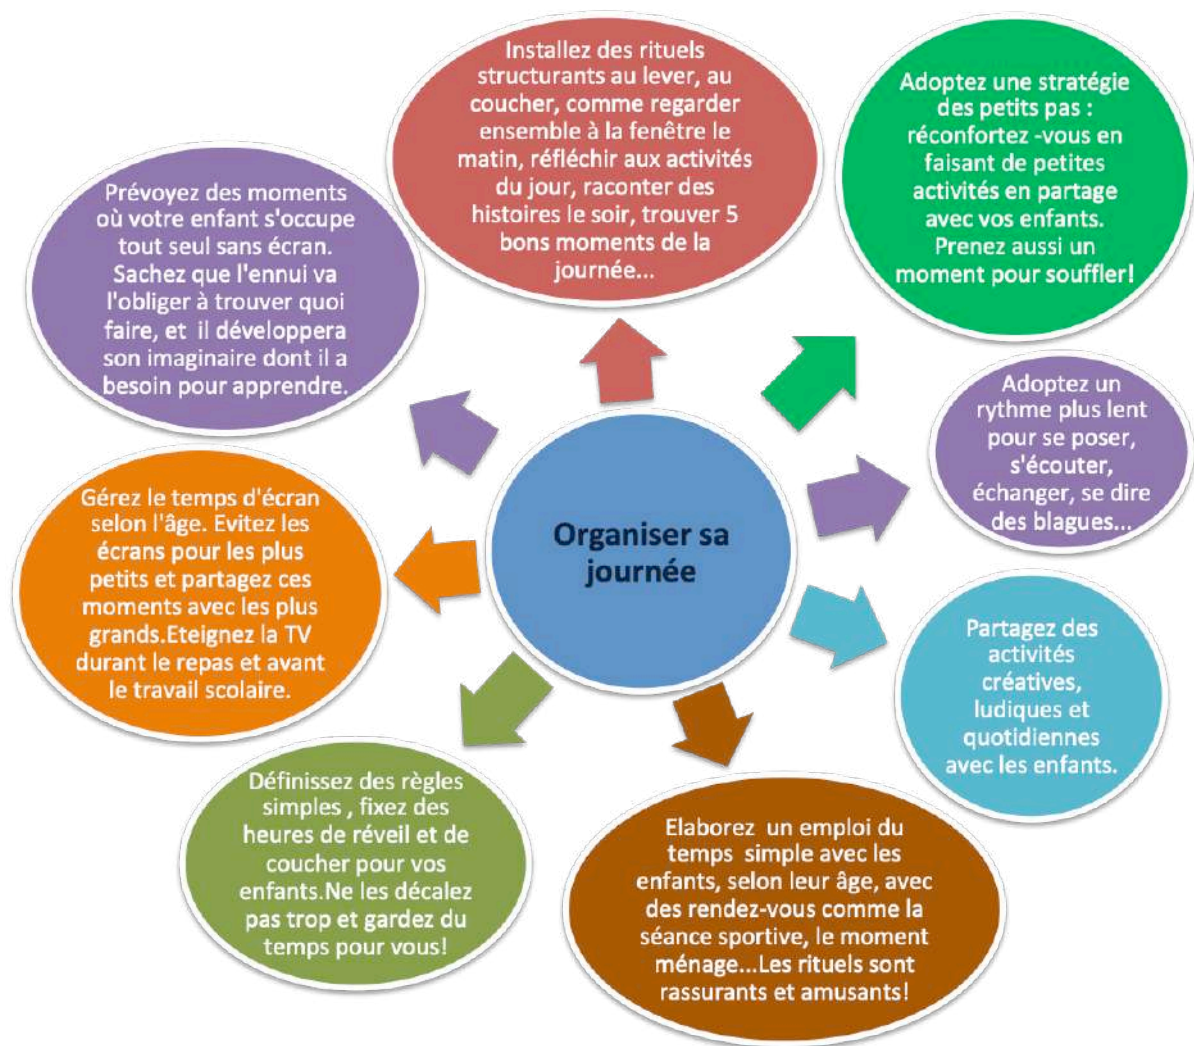 Organiser sa
journée
Installez des rituels
structurants au lever, au
coucher, comme regarder
ensemble à la fenêtre le
matin, réfléchir aux activités
du jour, raconter des
histoires le soir, trouver 5
bons moments de la
journée...
Adoptez une stratégie
des petits pas :
réconfortez -vous en
faisant de petites
activités en partage
avec vos enfants.
Prenez aussi un
moment pour souffler!
Adoptez un
rythme plus lent
pour se poser,
s'écouter,
échanger, se dire
des blagues...
Partagez des
activités
créatives,
ludiques et
quotidiennes
avec les enfants.
Elaborez un emploi du
temps simple avec les
enfants, selon leur âge, avec
des rendez-vous comme la
séance sportive, le moment
ménage...Les rituels sont
rassurants et amusants!
Définissez des règles
simples , fixez des
heures de réveil et de
coucher pour vos
enfants.Ne les décalez
pas trop et gardez du
temps pour vous!
Gérez le temps d'écran
selon l'âge. Evitez les
écrans pour les plus
petits et partagez ces
moments avec les plus
grands.Eteignez la TV
durant le repas et avant
le travail scolaire.
Prévoyez des moments
où votre enfant s'occupe
tout seul sans écran.
Sachez que l'ennui va
l'obliger à trouver quoi
faire, et il développera
son imaginaire dont il a
besoin pour apprendre.